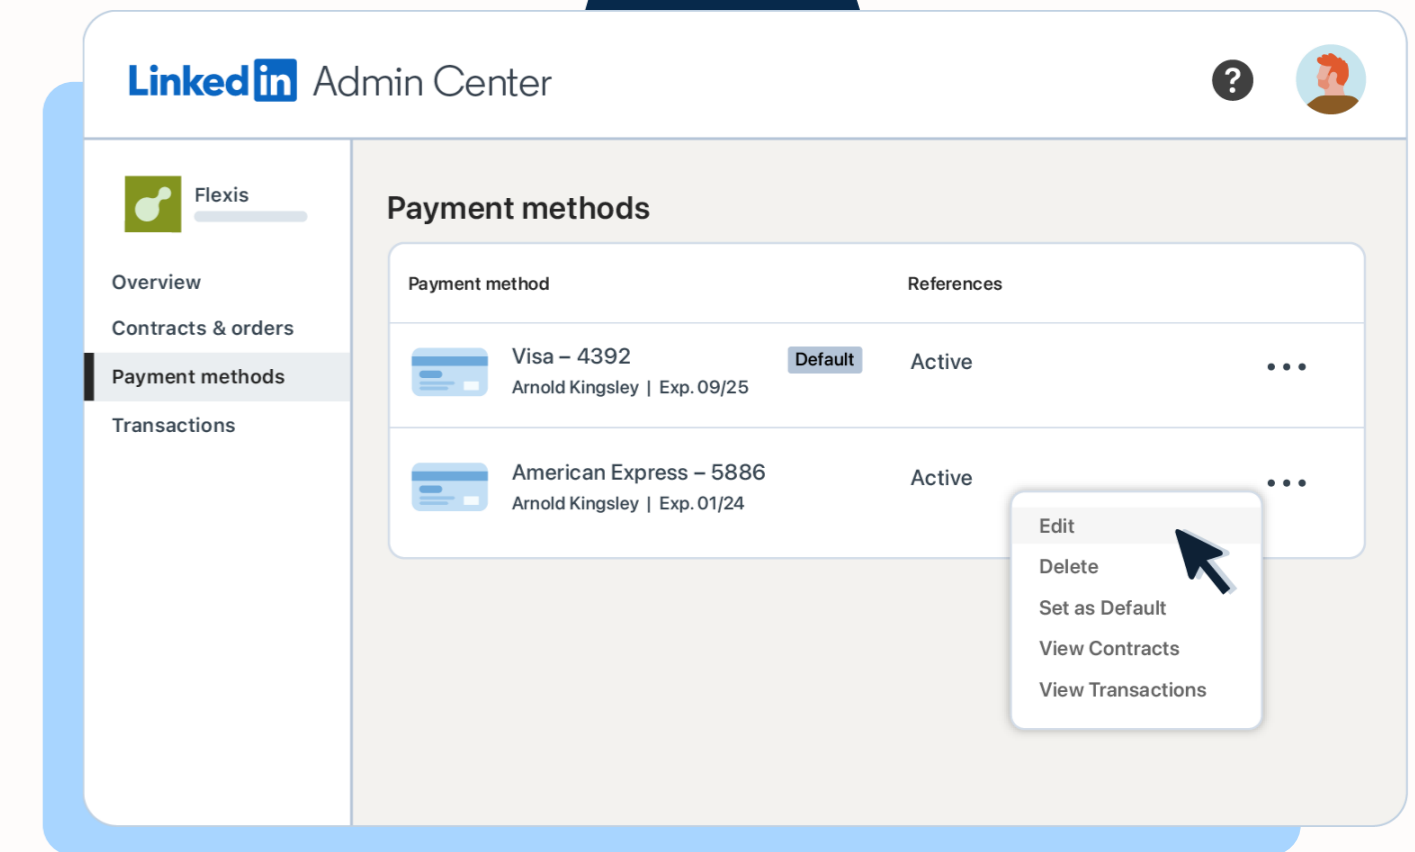 Linked in Admin Center
?
Flexis
Overview
Contracts & orders
Payment methods
Transactions
Payment methods
Payment method References
Visa – 4392 Default Active
Arnold Kingsley | Exp. 09/25
American Express – 5886 Active
Arnold Kingsley | Exp. 01/24
Edit
Delete
Set as Default
View Contracts
View Transactions